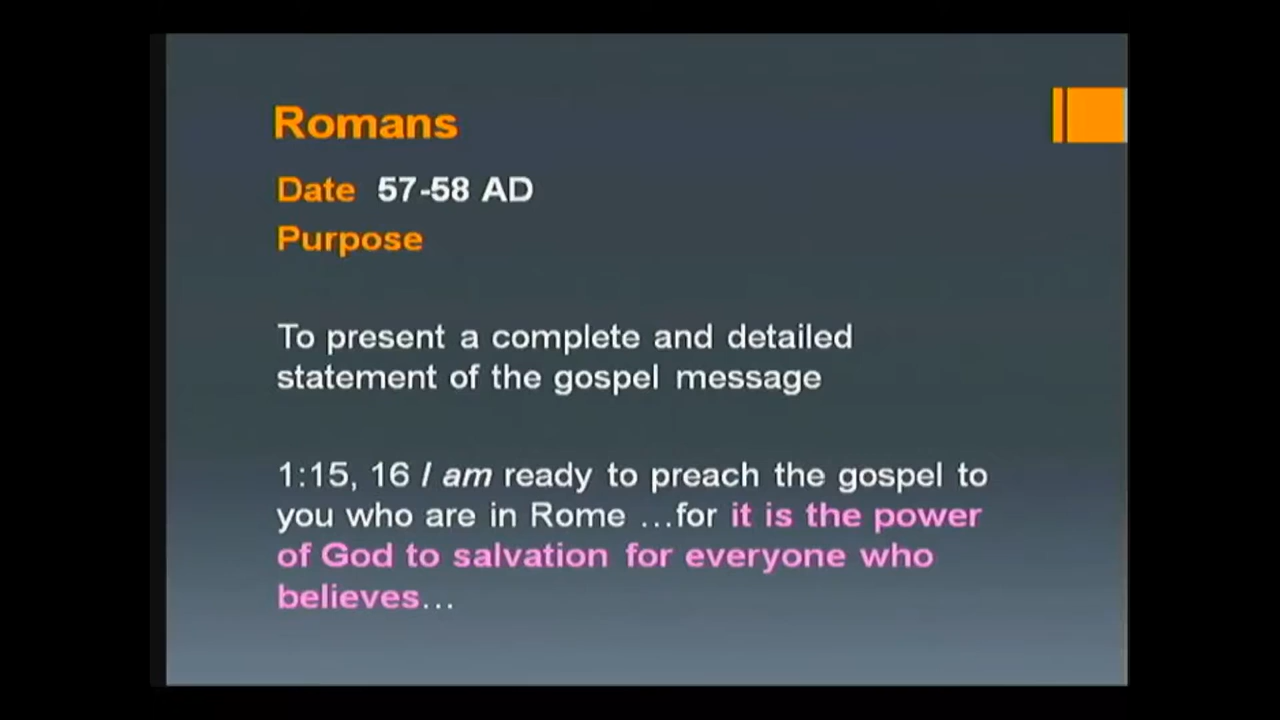 Romans
Date 57-58 AD
Purpose
To present a complete and detailed
statement of the gospel message
1:15, 16 I am ready to preach the gospel to
you who are in Rome …for it is the power
of God to salvation for everyone who
believes…